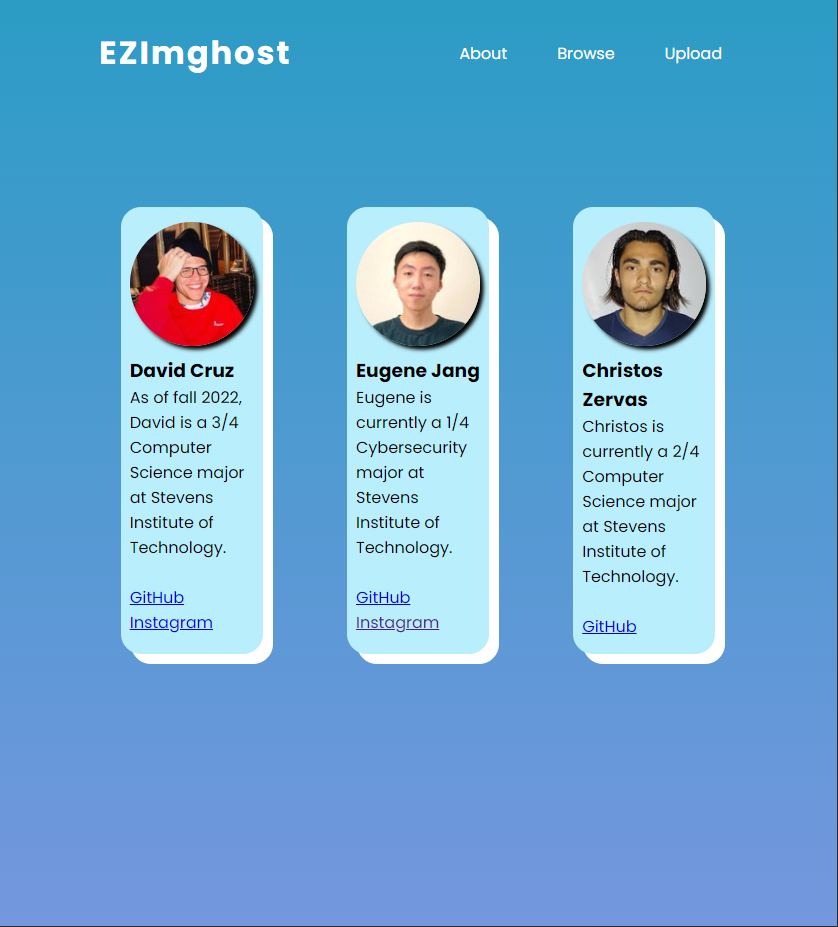 EZImghost
About Browse Upload
David Cruz
As of fall 2022,
David is a 3/4
Computer
Science major
at Stevens
Institute of
Technology.
GitHub
Instagram
Eugene Jang
Eugene is
currently a 1/4
Cybersecurity
major at
Stevens
Institute of
Technology.
GitHub
Instagram
Christos
Zervas
Christos is
currently a 2/4
Computer
Science major
at Stevens
Institute of
Technology.
GitHub